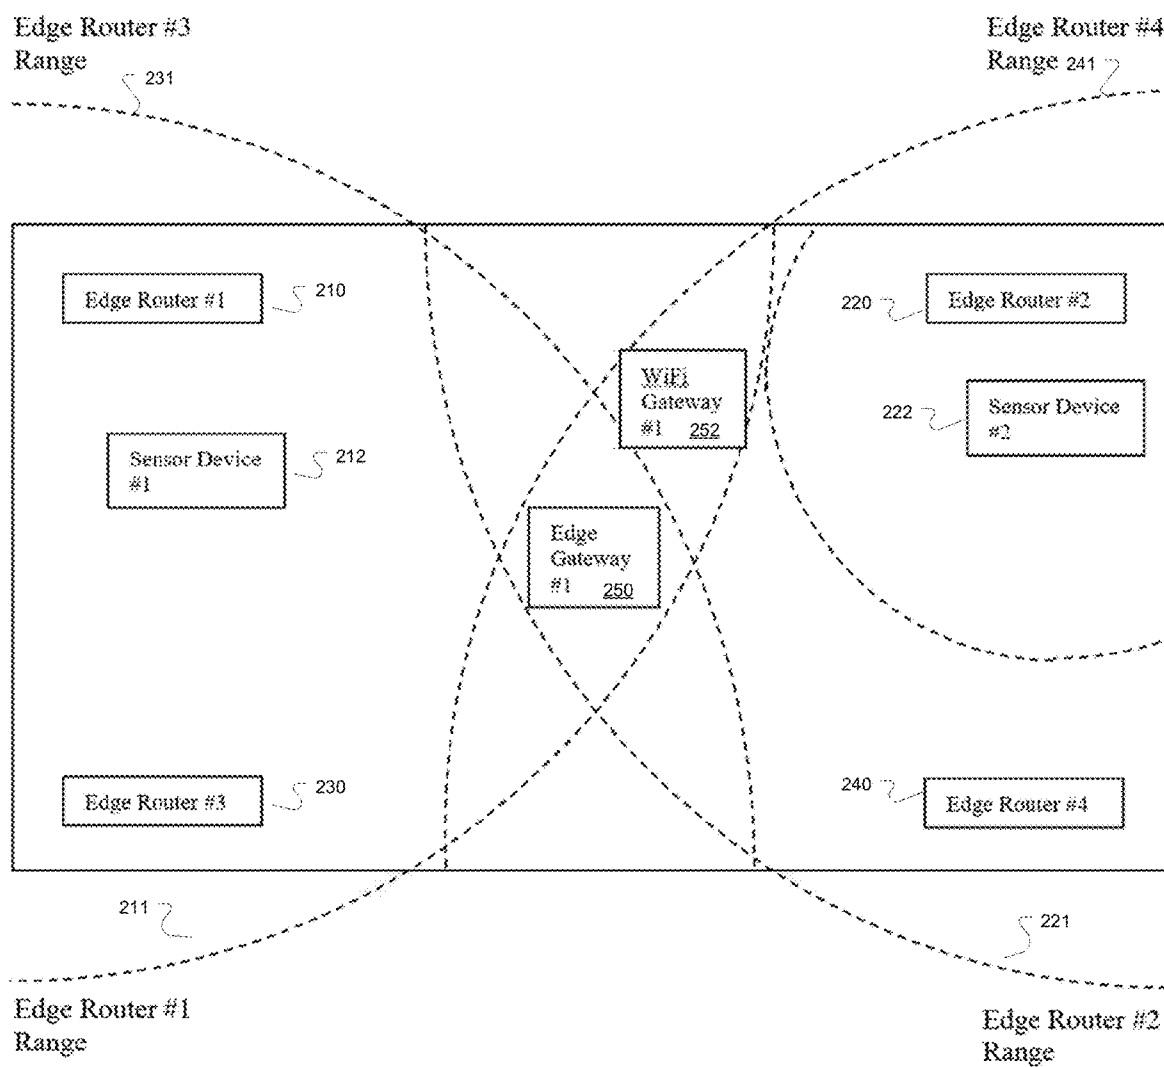 Edge Router #3
Range
231
Edge Router #4
Range 241
Edge Router #1
210
220
Edge Router #2
WiFi
Gateway
#1 252
222
Sensor Device
#2
Sensor Device
#1
212
Edge
Gateway
#1 250
Edge Router #3
230
240
Edge Router #4
211
221
Edge Router #1
Range
Edge Router #2
Range